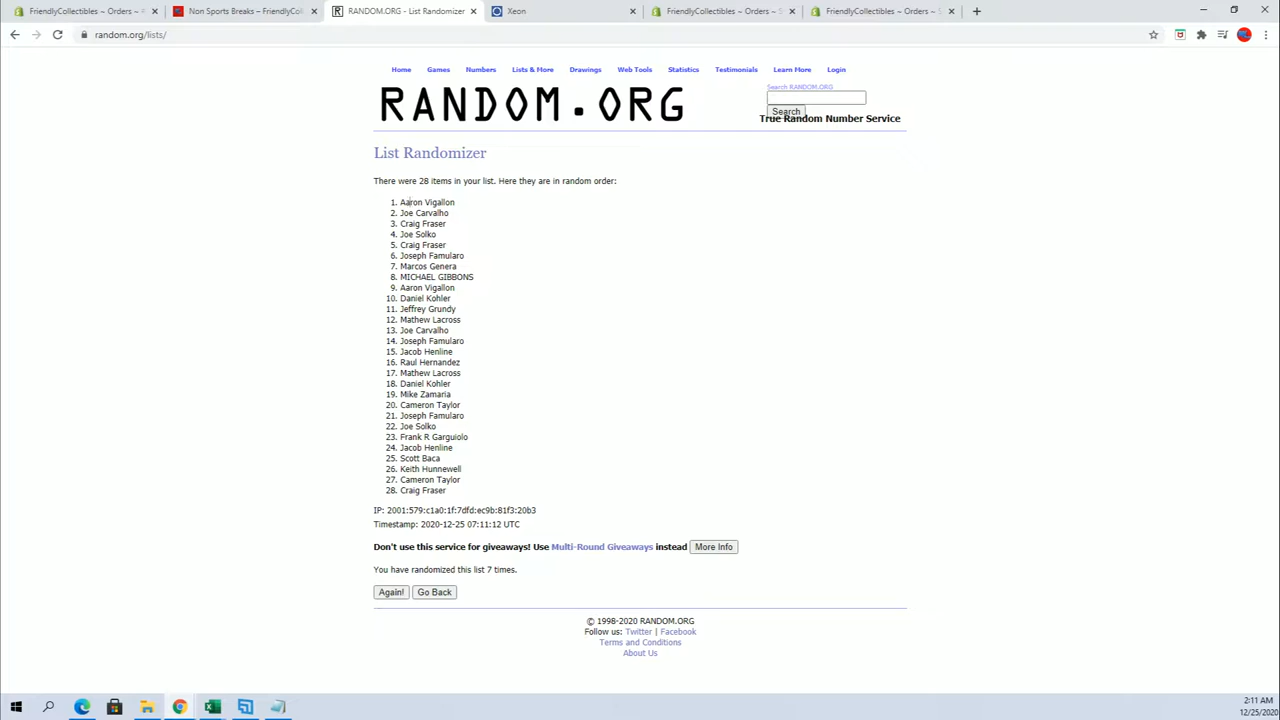 FriendlyCollectibles ~ Orders ~
Non Sports Breaks – FriendlyCol
RANDOM.ORG - List Randomizer
Xeon
FriendlyCollectibles ~ Orders ~ S
FriendlyCollectibles ~ Orders ~ S
random.org/lists/
Home Games Numbers Lists & More Drawings Web Tools Statistics Testimonials Learn More Login
RANDOM.ORG
Search RANDOM.ORG
Search
True Random Number Service
List Randomizer
There were 28 items in your list. Here they are in random order:
1. Aaron Vigallon
2. Joe Carvalho
3. Craig Fraser
4. Joe Solko
5. Craig Fraser
6. Joseph Famularo
7. Marcos Genera
8. MICHAEL GIBBONS
9. Aaron Vigallon
10. Daniel Kohler
11. Jeffrey Grundy
12. Mathew Lacross
13. Joe Carvalho
14. Joseph Famularo
15. Jacob Henline
16. Raul Hernandez
17. Mathew Lacross
18. Daniel Kohler
19. Mike Zamaria
20. Cameron Taylor
21. Joseph Famularo
22. Joe Solko
23. Frank R Garguiolo
24. Jacob Henline
25. Scott Baca
26. Keith Hunnewell
27. Cameron Taylor
28. Craig Fraser
IP: 2001:579:c1a0:1f:7dfd:ec9b:81f3:20b3
Timestamp: 2020-12-25 07:11:12 UTC
Don't use this service for giveaways! Use Multi-Round Giveaways instead More Info
You have randomized this list 7 times.
Again! Go Back
© 1998-2020 RANDOM.ORG
Follow us: Twitter | Facebook
Terms and Conditions
About Us
2:11 AM
12/25/2020